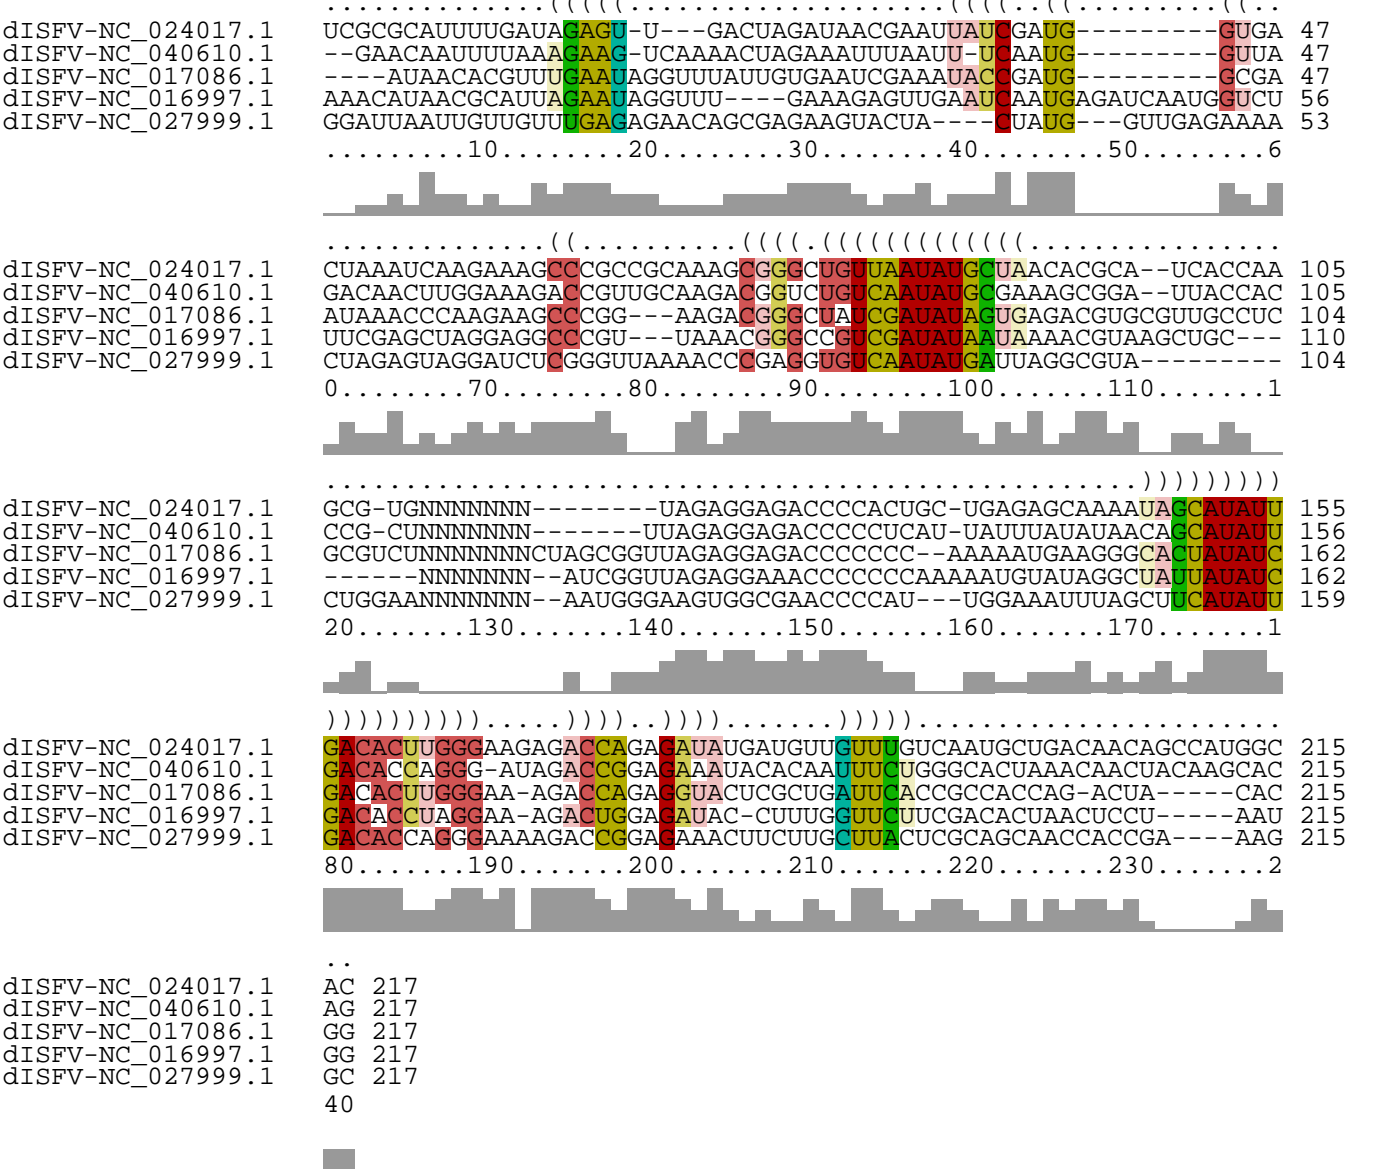 ..............(((((....................((((..((.........((..
dISFV-NC_024017.1 UCGCGCAUUUUGAUAGAGU-U---GACUAGAUAACGAAUUAUCGAUG---------GUGA 47
dISFV-NC_040610.1 --GAACAAUUUUAAAGAAG-UCAAAACUAGAAAUUUAAU-UCAAUG---------GUUA 47
dISFV-NC_017086.1 ----AUAACACGUUUGAAUAGGUUUAUUGUGAAUCGAAAUACCGAUG---------GCGA 47
dISFV-NC_016997.1 AAACAUAACGCAUUAGAAUAGGUUU----GAAAGAGUUGAAUCAAUGAGAUCAAUGGUCU 56
dISFV-NC_027999.1 GGAUUAAUUGUUGUUUGAGAGAACAGCGAGAAGUACUA----CUAUG---GUUGAGAAAA 53
.........10........20........30........40........50........6
..............((..........((((.(((((((((((((................
dISFV-NC_024017.1 CUAAAUCAAGAAAGCCCGCCGCAAAGCGGGCUGUUAAUAUGCUAACACGCA--UCACCAA 105
dISFV-NC_040610.1 GACAACUUGGAAAGACCGUUGCAAGACGGUCUGUCAAUAUGCGAAAGCGGA--UUACCAC 105
dISFV-NC_017086.1 AUAAACCCAAGAAGCCCGG---AAGACGGGCUAUCGAUAUAGUGAGACGUGCGUUGCCUC 104
dISFV-NC_016997.1 UUCGAGCUAGGAGGCCCGU---UAAACGGGCCGUCGAUAUAAUAAAACGUAAGCUGC--- 110
dISFV-NC_027999.1 CUAGAGUAGGAUCUCGGGUUAAAACCCGAGGUGUCAAUAUGAUUAGGCGUA--------- 104
0........70........80........90........100.......110.......1
...................................................)))))))))
dISFV-NC_024017.1 GCG-UGNNNNNNN--------UAGAGGAGACCCCACUGC-UGAGAGCAAAAUAGCAUAUU 155
dISFV-NC_040610.1 CCG-CUNNNNNNN-------UUAGAGGAGACCCCCUCAU-UAUUUAUAUAACAGCAUAUU 156
dISFV-NC_017086.1 GCGUCUNNNNNNNCUAGCGGUUAGAGGAGACCCCCCC--AAAAAUGAAGGGCACUAUAUC 162
dISFV-NC_016997.1 ------NNNNNNN--AUCGGUUAGAGGAAACCCCCCCAAAAAUGUAUAGGCUAUUAUAUC 162
dISFV-NC_027999.1 CUGGAANNNNNNN--AAUGGGAAGUGGCGAACCCCAU---UGGAAAUUUAGCUUCAUAUU 159
20.......130.......140.......150.......160.......170.......1
)))))))))).....))))..)))).......))))).......................
dISFV-NC_024017.1 GACACUUGGGAAGAGACCAGAGAUAUGAUGUUGUUUGUCAAUGCUGACAACAGCCAUGGC 215
dISFV-NC_040610.1 GACACCAGGG-AUAGACCGGAGAAAUACACAAUUUCUGGGCACUAAACAACUACAAGCAC 215
dISFV-NC_017086.1 GACACUUGGGAA-AGACCAGAGGUACUCGCUGAUUCACCGCCACCAG-ACUA-----CAC 215
dISFV-NC_016997.1 GACACCUAGGAA-AGACUGGAGAUAC-CUUUGGUUCUUCGACACUAACUCCU-----AAU 215
dISFV-NC_027999.1 GACACCAGGGAAAAGACCGGAGAAACUUCUUGCUUACUCGCAGCAACCACCGA----AAG 215
80.......190.......200.......210.......220.......230.......2
..
dISFV-NC_024017.1 AC 217
dISFV-NC_040610.1 AG 217
dISFV-NC_017086.1 GG 217
dISFV-NC_016997.1 GG 217
dISFV-NC_027999.1 GC 217
40